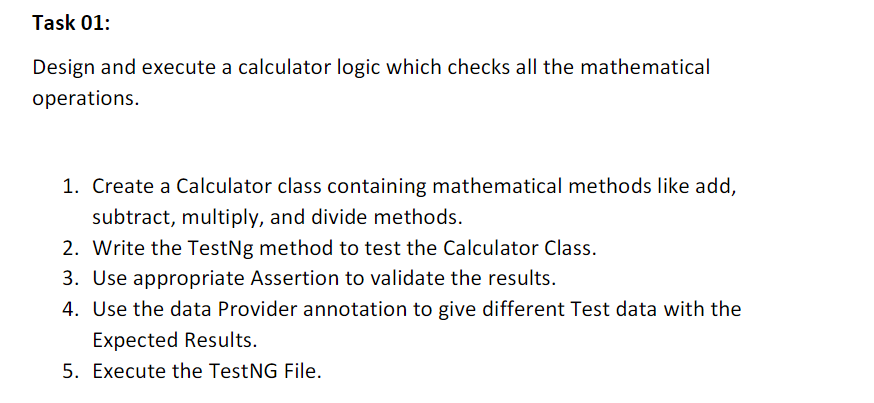 Task 01:
Design and execute a calculator logic which checks all the mathematical
operations.
1. Create a Calculator class containing mathematical methods like add,
subtract, multiply, and divide methods.
2. Write the TestNg method to test the Calculator Class.
3. Use appropriate Assertion to validate the results.
4. Use the data Provider annotation to give different Test data with the
Expected Results.
5. Execute the TestNG File.